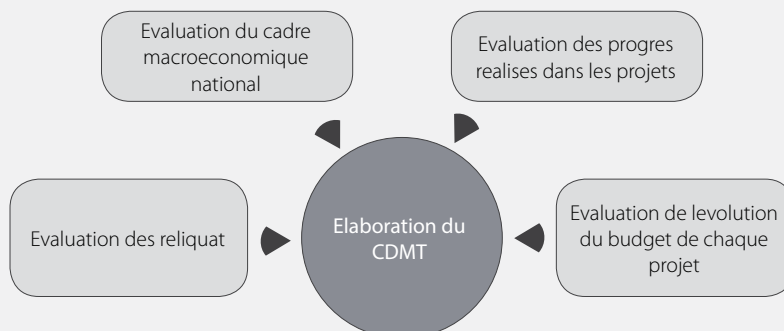 Evaluation du cadre
macroeconomique
national
Evaluation des progres
realises dans les projets
Evaluation des reliquat
Elaboration du
CDMT
Evaluation de levolution
du budget de chaque
projet